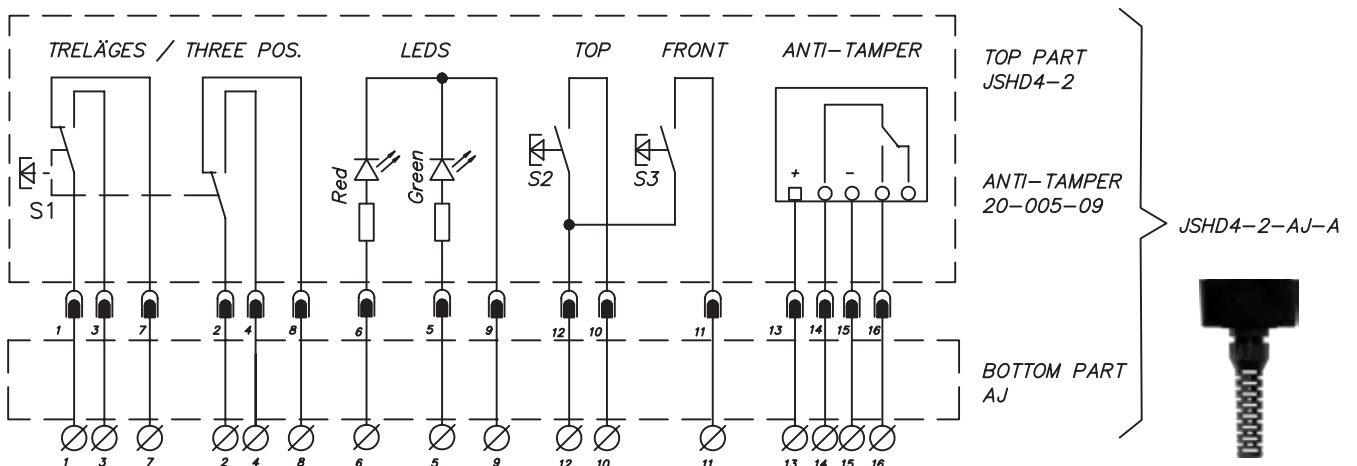 TRELÄGES / THREE POS. LEDS TOP FRONT ANTI-TAMPER
TOP PART
JSHD4-2
Red
Green
S1
S2
S3
+ -
ANTI-TAMPER
20-005-09
JSHD4-2-AJ-A
1 3 7 2 4 8 6 5 9 12 10 11 13 14 15 16
BOTTOM PART
AJ
1 3 7 2 4 8 6 5 9 12 10 11 13 14 15 16